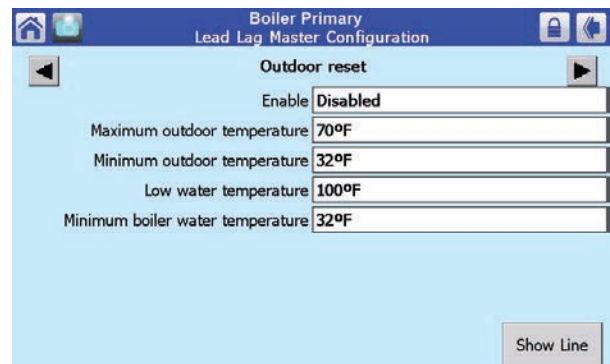 Boiler Primary
Lead Lag Master Configuration
Outdoor reset
Enable Disabled
Maximum outdoor temperature 70ºF
Minimum outdoor temperature 32ºF
Low water temperature 100ºF
Minimum boiler water temperature 32ºF
Show Line